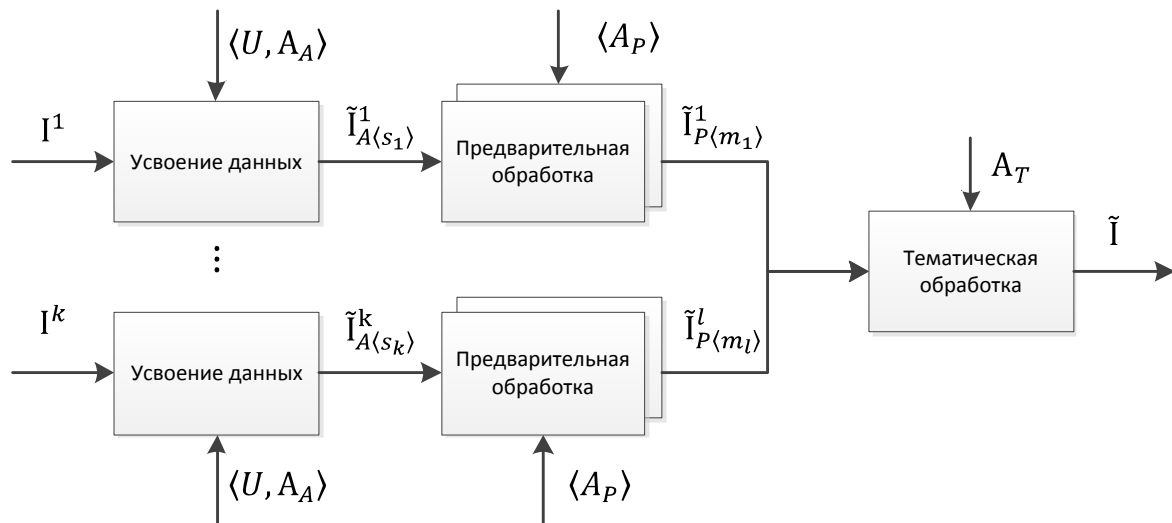 ⟨U, A_A⟩
⟨A_P⟩
I^1
Усвоение данных
Ĩ^1_{A⟨s_1⟩}
Предварительная
обработка
Ĩ^1_{P⟨m_1⟩}
A_T
Тематическая
обработка
Ĩ
⋮
I^k
Усвоение данных
Ĩ^k_{A⟨s_k⟩}
Предварительная
обработка
Ĩ^l_{P⟨m_l⟩}
⟨U, A_A⟩
⟨A_P⟩